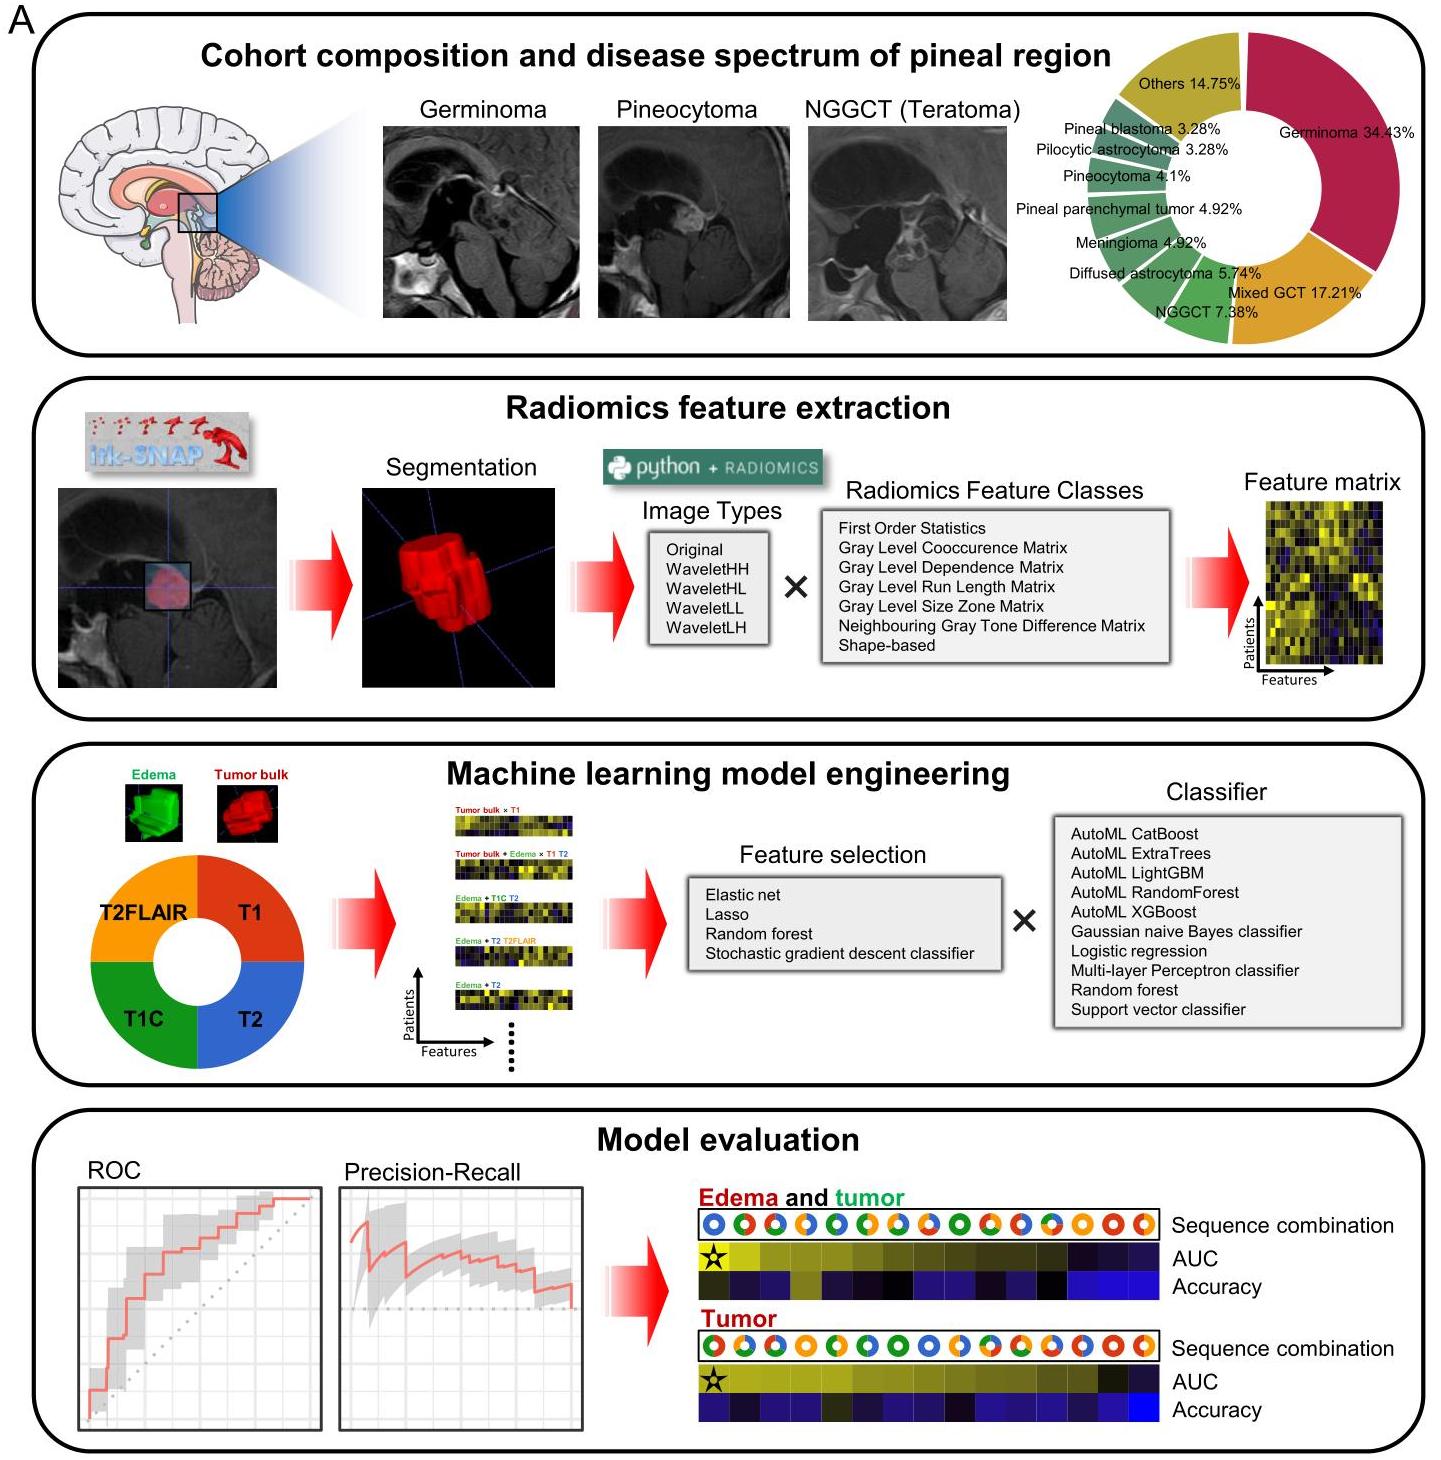 A
Cohort composition and disease spectrum of pineal region
Germinoma
Pineocytoma
NGGCT (Teratoma)
Others 14.75%
Germinoma 34.43%
Pineal blastoma 3.28%
Pilocytic astrocytoma 3.28%
Pineocytoma 4.1%
Pineal parenchymal tumor 4.92%
Meningioma 4.92%
Diffused astrocytoma 5.74%
Mixed GCT 17.21%
NGGCT 7.38%
Radiomics feature extraction
itk-SNAP
Segmentation
python + RADIOMICS
Image Types
Original
WaveletHH
WaveletHL
WaveletLL
WaveletLH
×
Radiomics Feature Classes
First Order Statistics
Gray Level Cooccurence Matrix
Gray Level Dependence Matrix
Gray Level Run Length Matrix
Gray Level Size Zone Matrix
Neighbouring Gray Tone Difference Matrix
Shape-based
Feature matrix
Patients
Features
Machine learning model engineering
Edema
Tumor bulk
T2FLAIR
T1
T1C
T2
Tumor bulk × T1
Tumor bulk + Edema × T1 T2
Edema + T1C T2
Edema + T2 T2FLAIR
Edema + T2
Patients
Features
Feature selection
Elastic net
Lasso
Random forest
Stochastic gradient descent classifier
×
Classifier
AutoML CatBoost
AutoML ExtraTrees
AutoML LightGBM
AutoML RandomForest
AutoML XGBoost
Gaussian naive Bayes classifier
Logistic regression
Multi-layer Perceptron classifier
Random forest
Support vector classifier
Model evaluation
ROC
Precision-Recall
Edema and tumor
Sequence combination
AUC
Accuracy
Tumor
Sequence combination
AUC
Accuracy